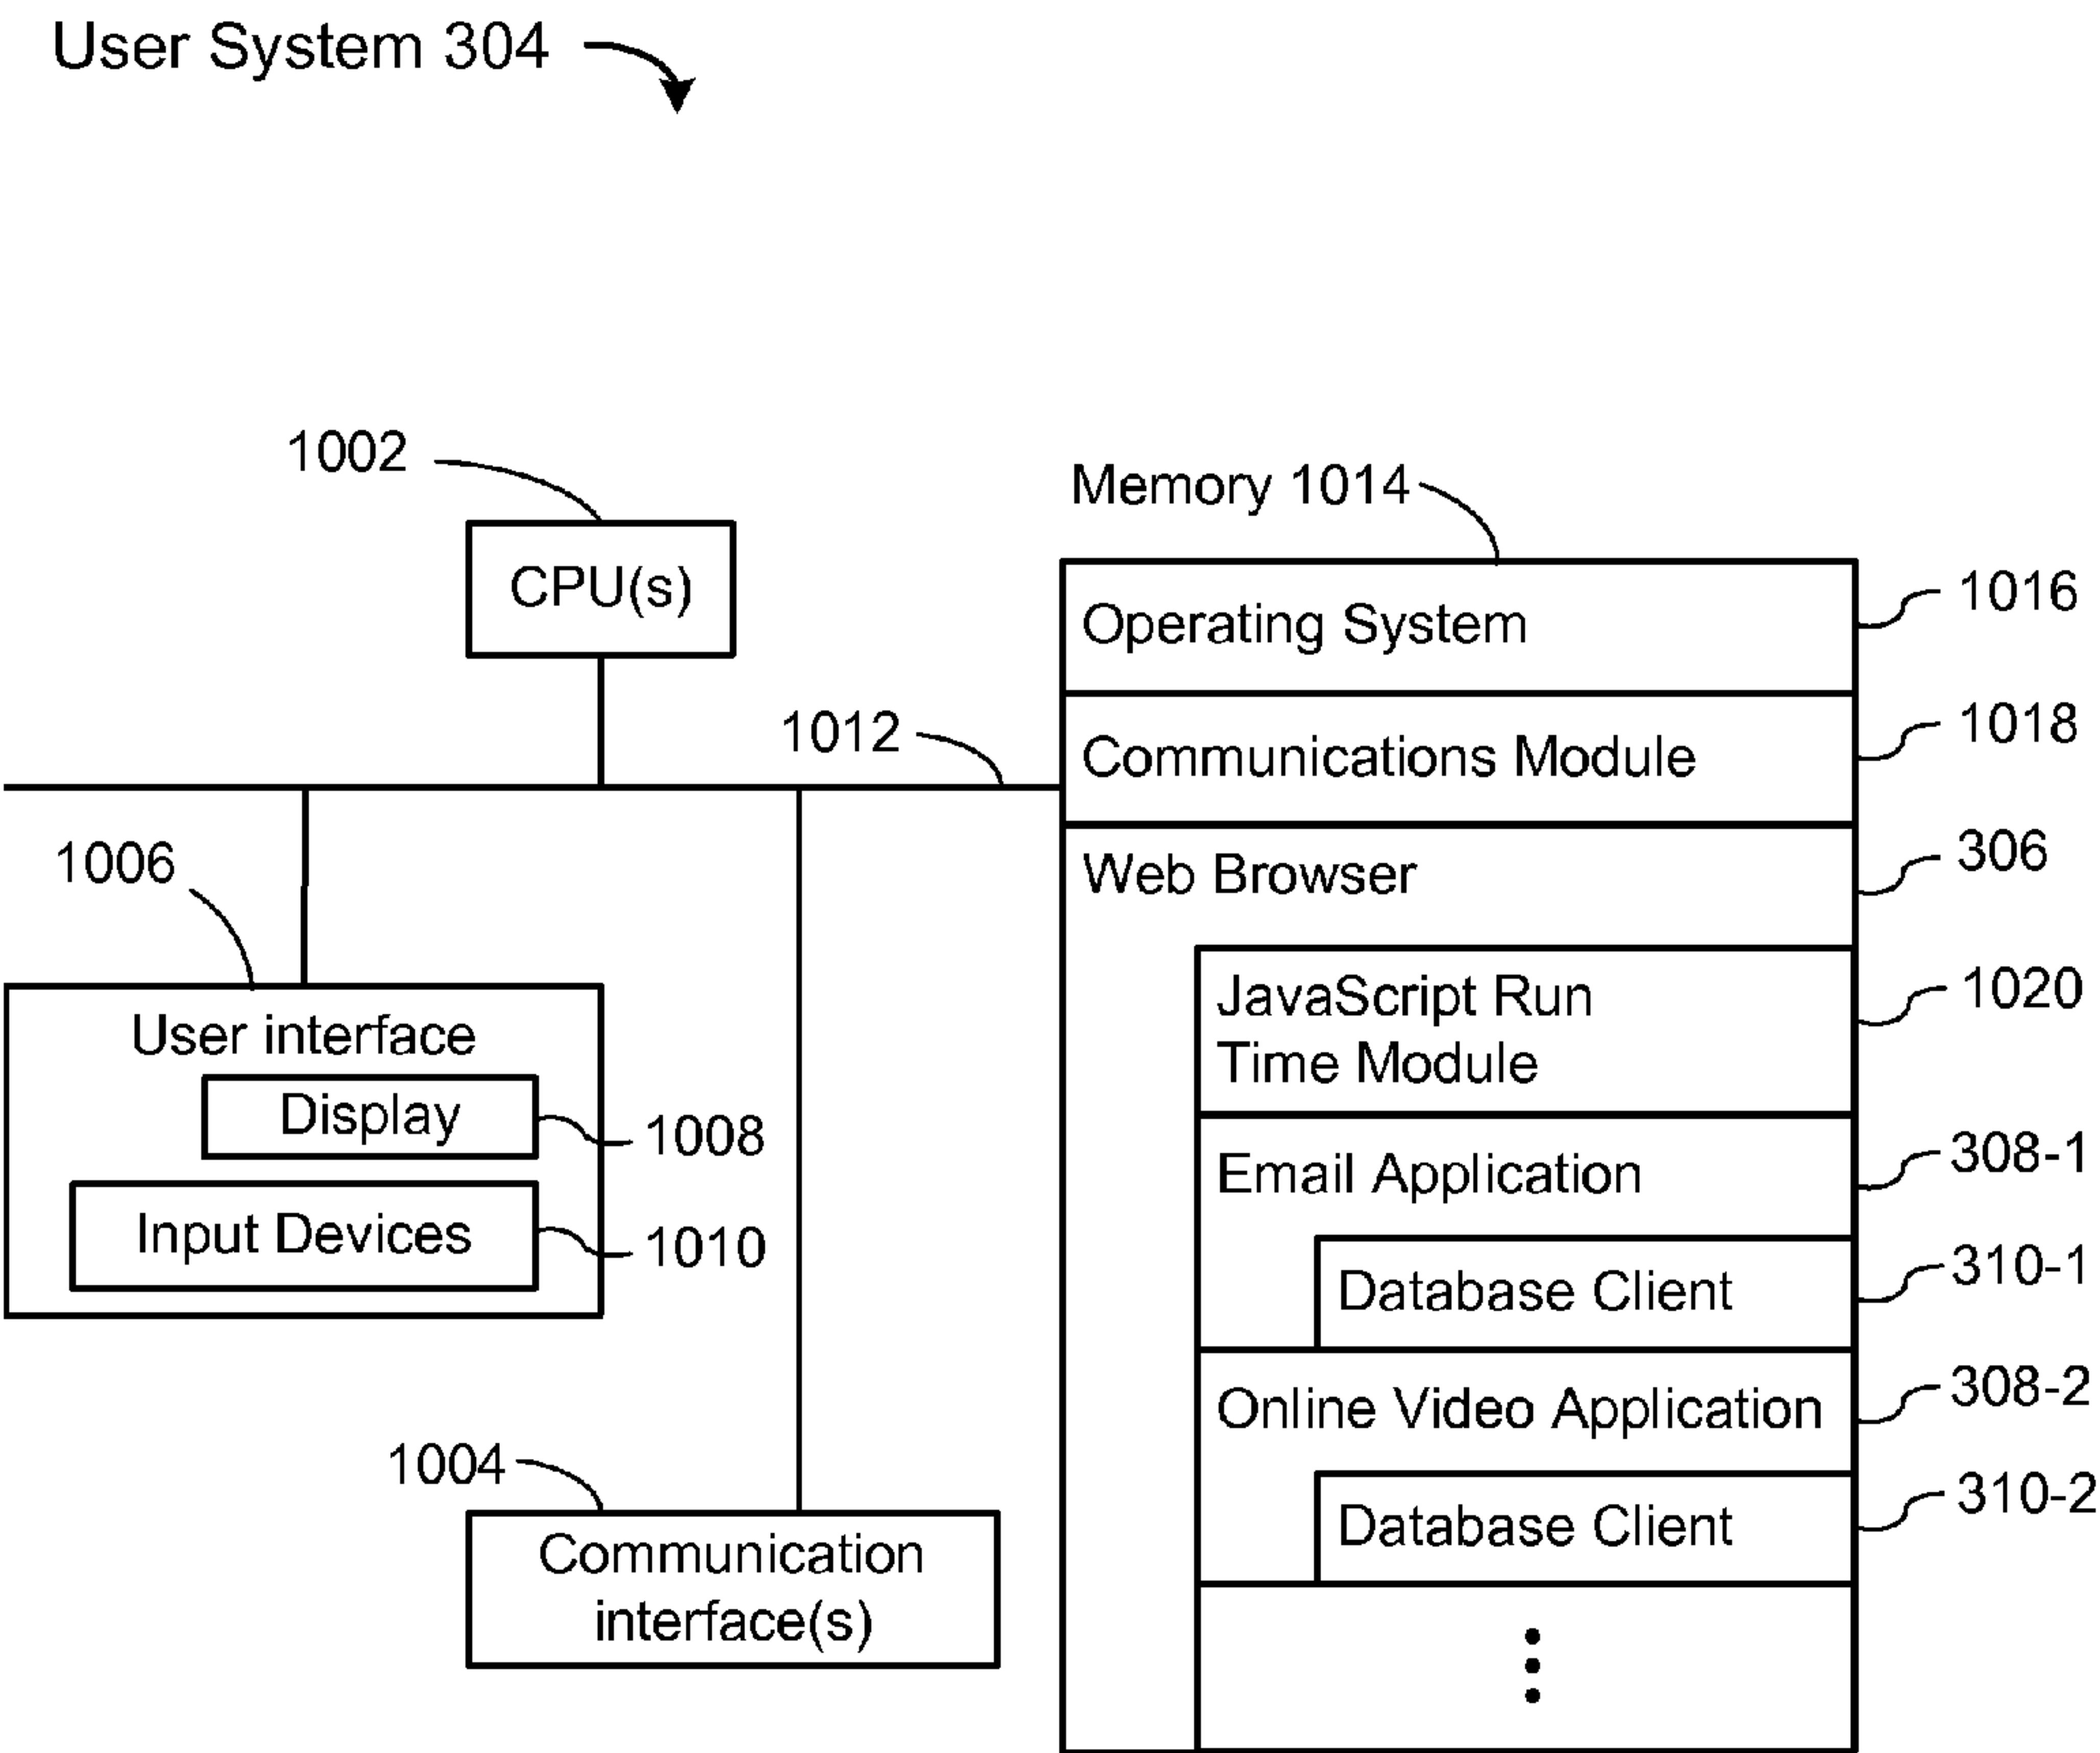 User System 304
1002
CPU(s)
1012
1006
User interface
Display
1008
Input Devices
1010
1004
Communication
interface(s)
Memory 1014
Operating System
1016
Communications Module
1018
Web Browser
306
JavaScript Run
Time Module
1020
Email Application
308-1
Database Client
310-1
Online Video Application
308-2
Database Client
310-2